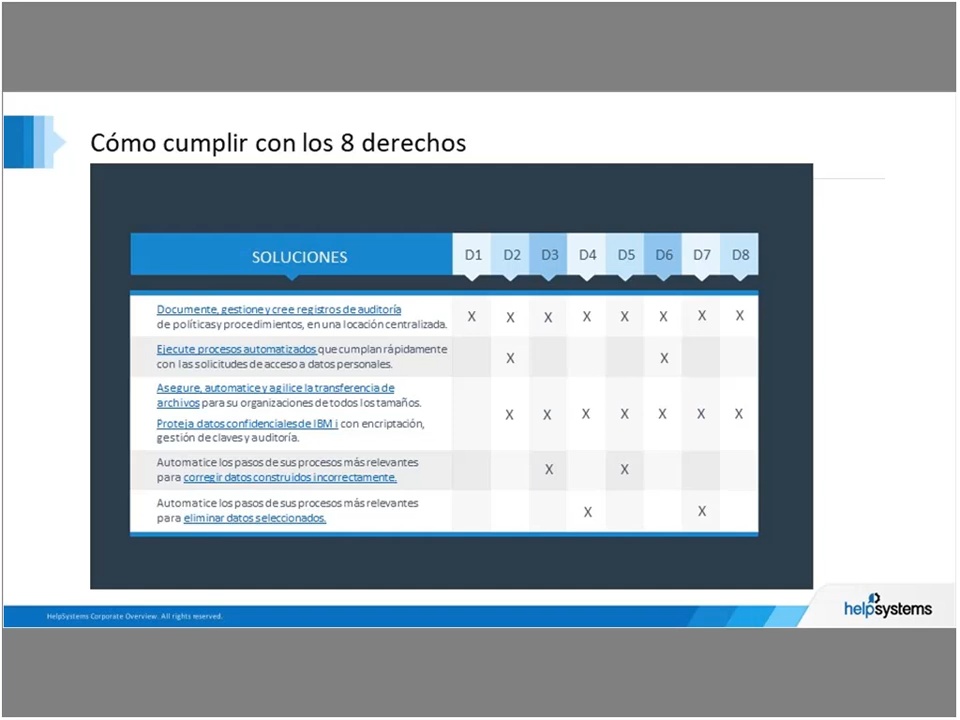 Cómo cumplir con los 8 derechos
SOLUCIONES D1 D2 D3 D4 D5 D6 D7 D8
Documente, gestione y cree registros de auditoría
de políticas y procedimientos, en una locación centralizada.
X X X X X X X X
Ejecute procesos automatizados que cumplan rápidamente
con las solicitudes de acceso a datos personales.
X X
Asegure, automatice y agilice la transferencia de
archivos para su organizaciones de todos los tamaños.
Proteja datos confidenciales de IBM i con encriptación,
gestión de claves y auditoría.
X X X X X X X
Automatice los pasos de sus procesos más relevantes
para corregir datos construidos incorrectamente.
X X
Automatice los pasos de sus procesos más relevantes
para eliminar datos seleccionados.
X X
HelpSystems Corporate Overview. All rights reserved.
helpsystems